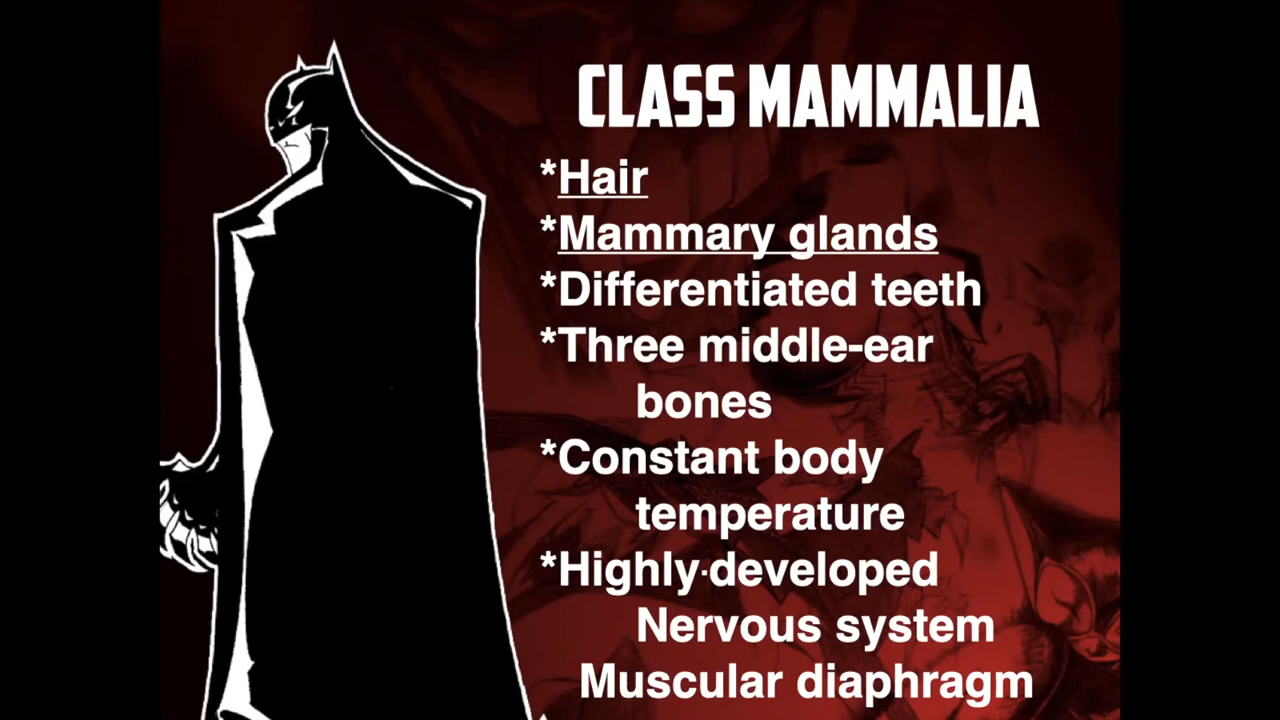 CLASS MAMMALIA
*Hair
*Mammary glands
*Differentiated teeth
*Three middle-ear
bones
*Constant body
temperature
*Highly·developed
Nervous system
Muscular diaphragm